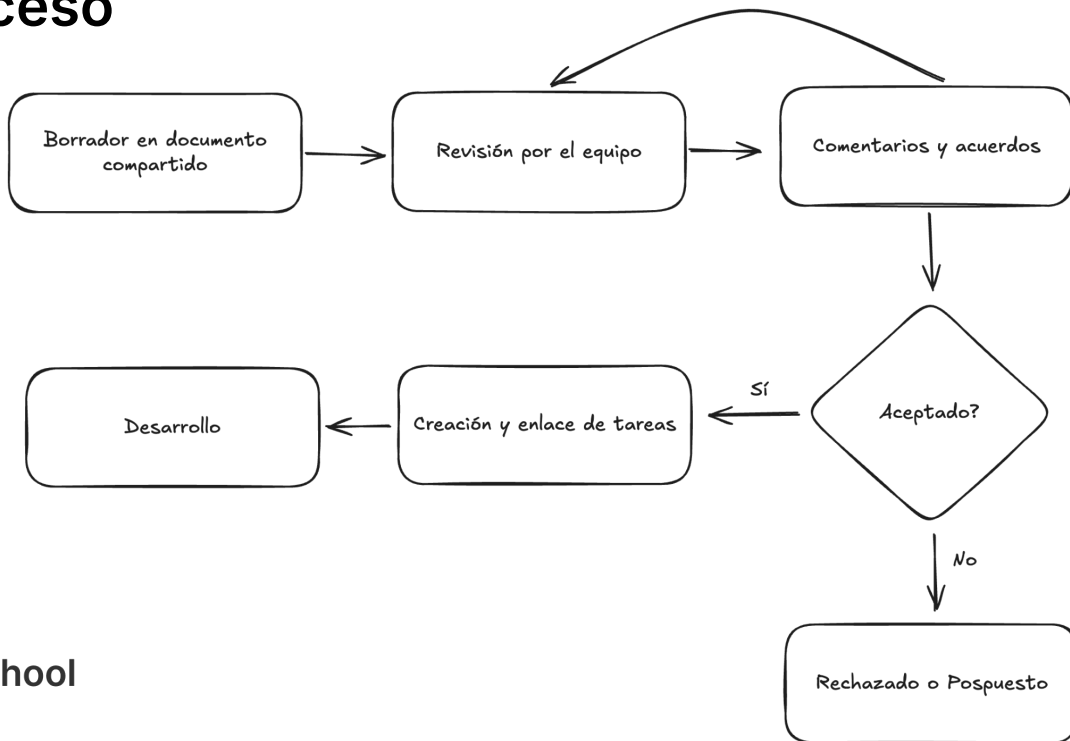 ceso
Borrador en documento
compartido
Revisión por el equipo
Comentarios y acuerdos
Aceptado?
Sí
Creación y enlace de tareas
Desarrollo
No
Rechazado o Pospuesto
hool